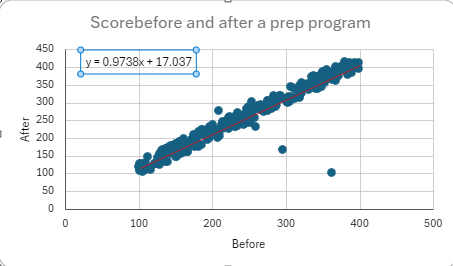 Scorebefore and after a prep program
y = 0.9738x + 17.037
After
450
400
350
300
250
200
150
100
50
0
0 100 200 300 400 500
Before